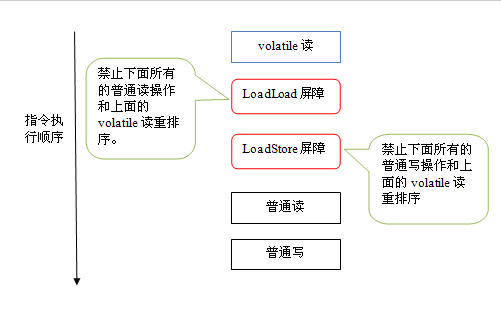 volatile 读
禁止下面所有
的普通读操作
和上面的
volatile 读重排
序。
LoadLoad 屏障
指令执
行顺序
LoadStore 屏障
禁止下面所有的
普通写操作和上
面的 volatile 读
重排序
普通读
普通写